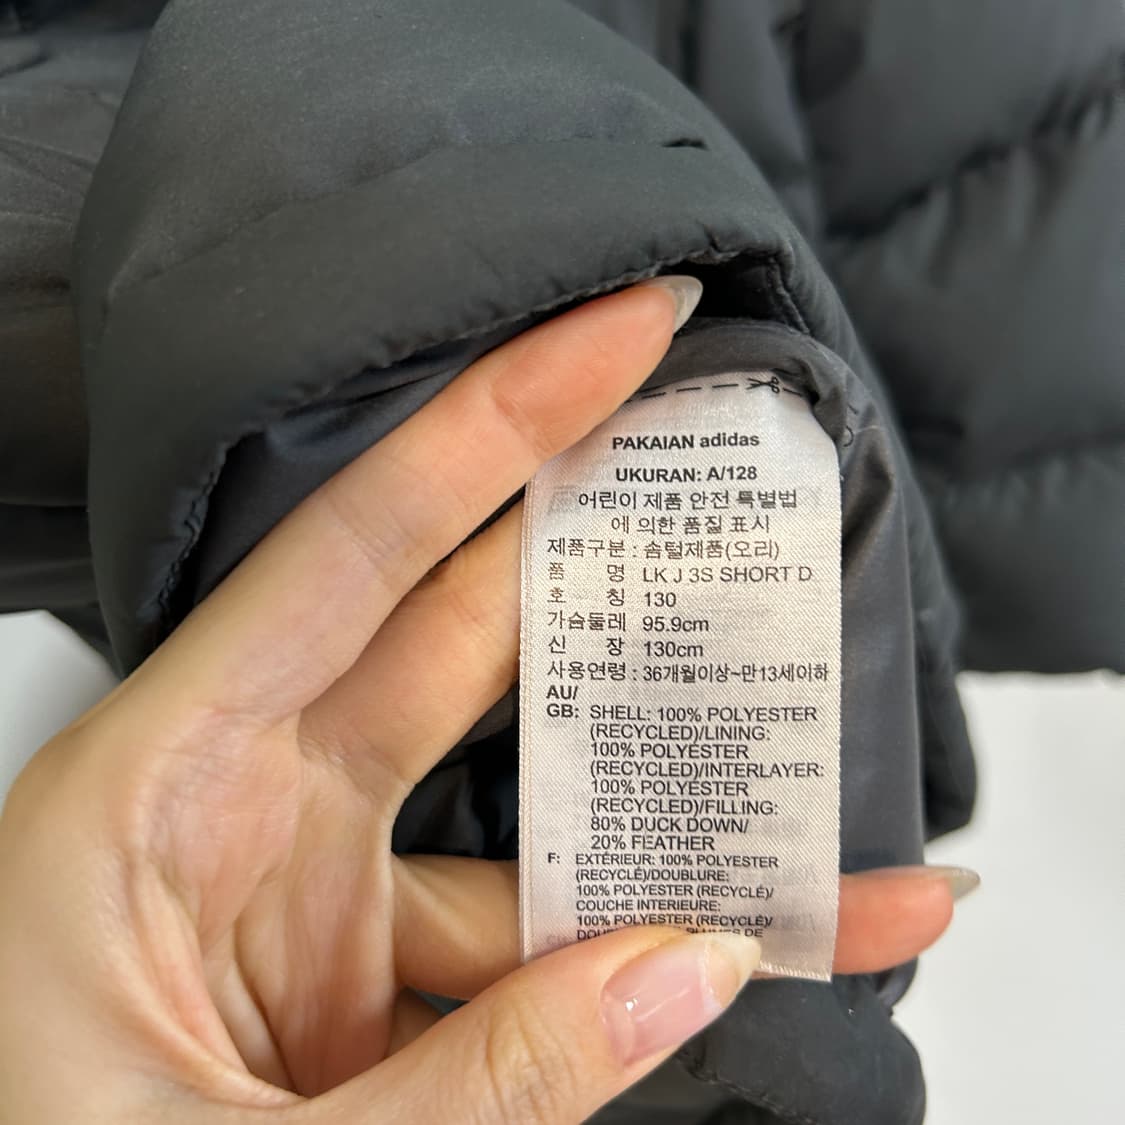 PAKAIAN adidas
UKURAN: A/128
어린이 제품 안전 특별법
에 의한 품질 표시
제품구분 : 솜털제품(오리)
품 명 LK J 3S SHORT D
호 칭 130
가슴둘레 95.9cm
신 장 130cm
사용연령 : 36개월이상~만13세이하
AU/
GB: SHELL: 100% POLYESTER
(RECYCLED)/LINING:
100% POLYESTER
(RECYCLED)/INTERLAYER:
100% POLYESTER
(RECYCLED)/FILLING:
80% DUCK DOWN/
20% FEATHER
F: EXTÉRIEUR: 100% POLYESTER
(RECYCLÉ)/DOUBLURE:
100% POLYESTER (RECYCLÉ)/
COUCHE INTERIEURE:
100% POLYESTER (RECYCLÉ)/
DE